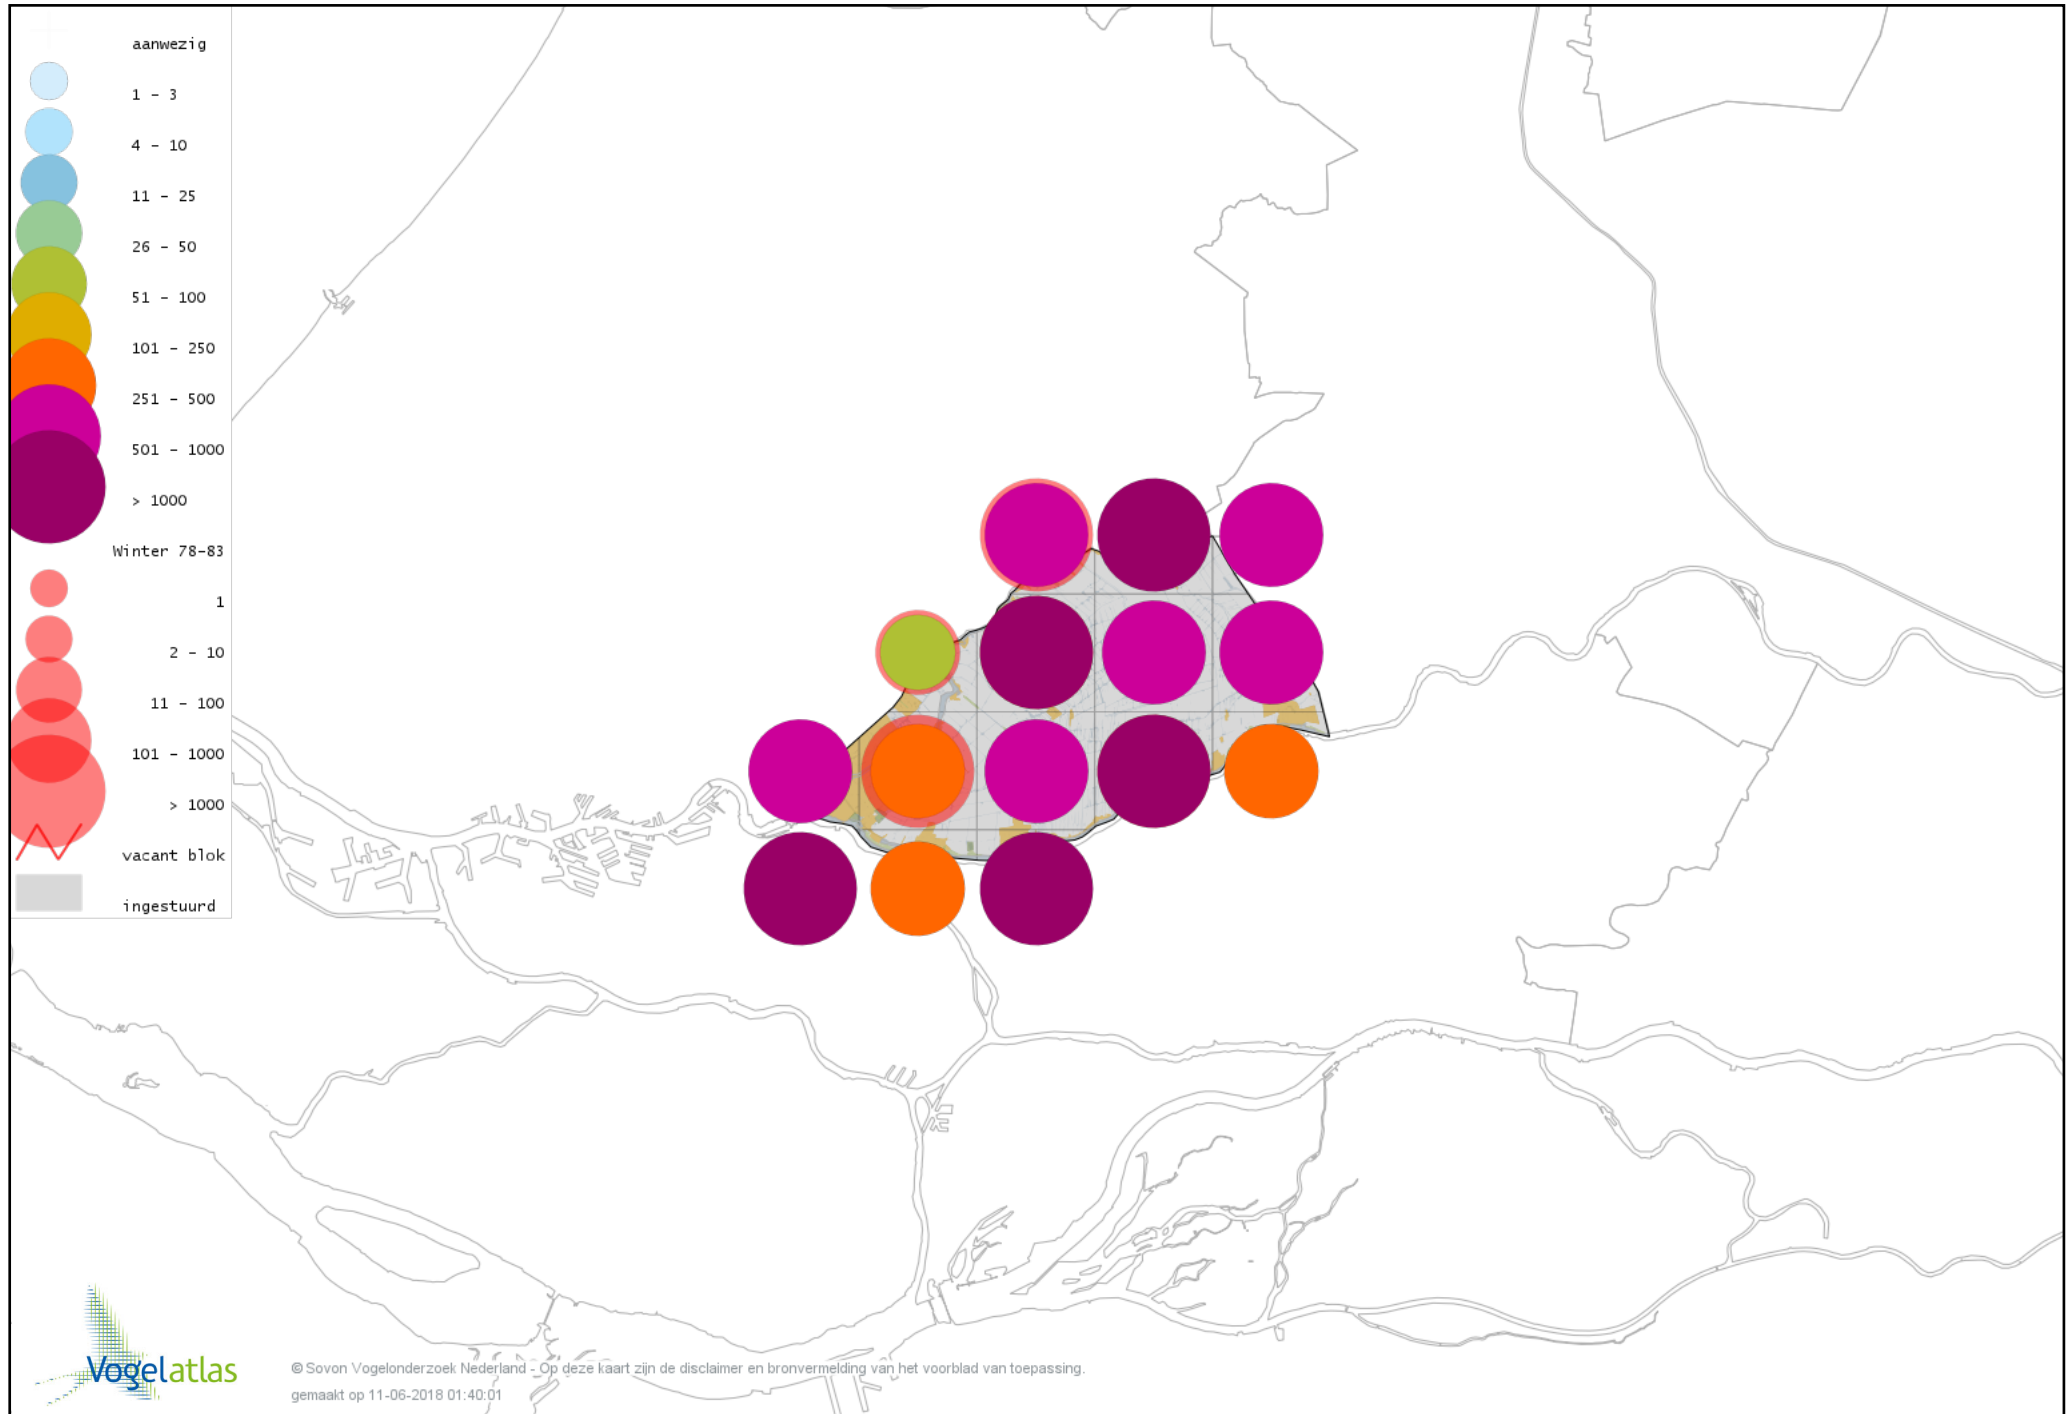 aanwezig
1 - 3
4 - 10
11 - 25
26 - 50
51 - 100
101 - 250
251 - 500
501 - 1000
> 1000
Winter 78-83
1
2 - 10
11 - 100
101 - 1000
> 1000
vacant blok
ingestuurd
Vogelatlas
© Sovon Vogelonderzoek Nederland - Op deze kaart zijn de disclaimer en bronvermelding van het voorblad van toepassing.
gemaakt op 11-06-2018 01:40:01